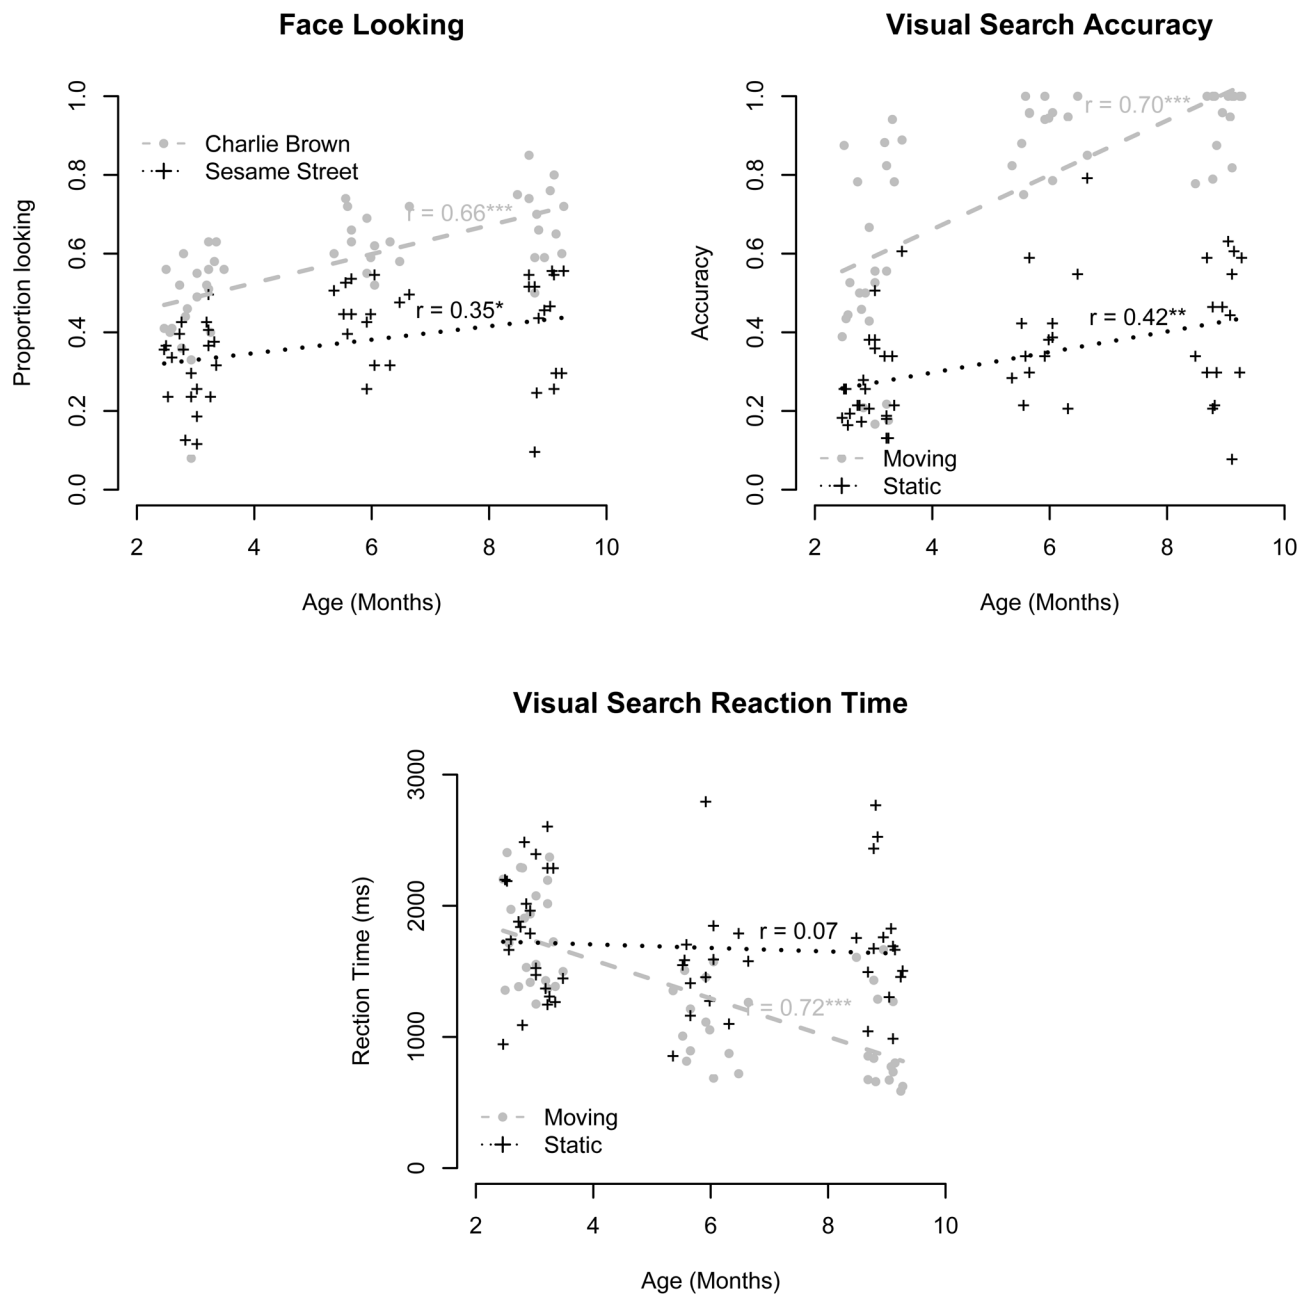 Face Looking
Proportion looking
0.0 0.2 0.4 0.6 0.8 1.0
Charlie Brown
Sesame Street
r = 0.66***
r = 0.35*
2 4 6 8 10
Age (Months)
Visual Search Accuracy
Accuracy
0.0 0.2 0.4 0.6 0.8 1.0
r = 0.70***
r = 0.42**
Moving
Static
2 4 6 8 10
Age (Months)
Visual Search Reaction Time
Rection Time (ms)
0 1000 2000 3000
r = 0.07
r = 0.72***
Moving
Static
2 4 6 8 10
Age (Months)